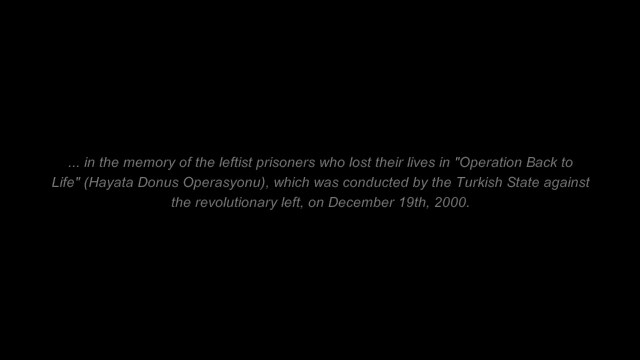 ... in the memory of the leftist prisoners who lost their lives in "Operation Back to
Life" (Hayata Donus Operasyonu), which was conducted by the Turkish State against
the revolutionary left, on December 19th, 2000.